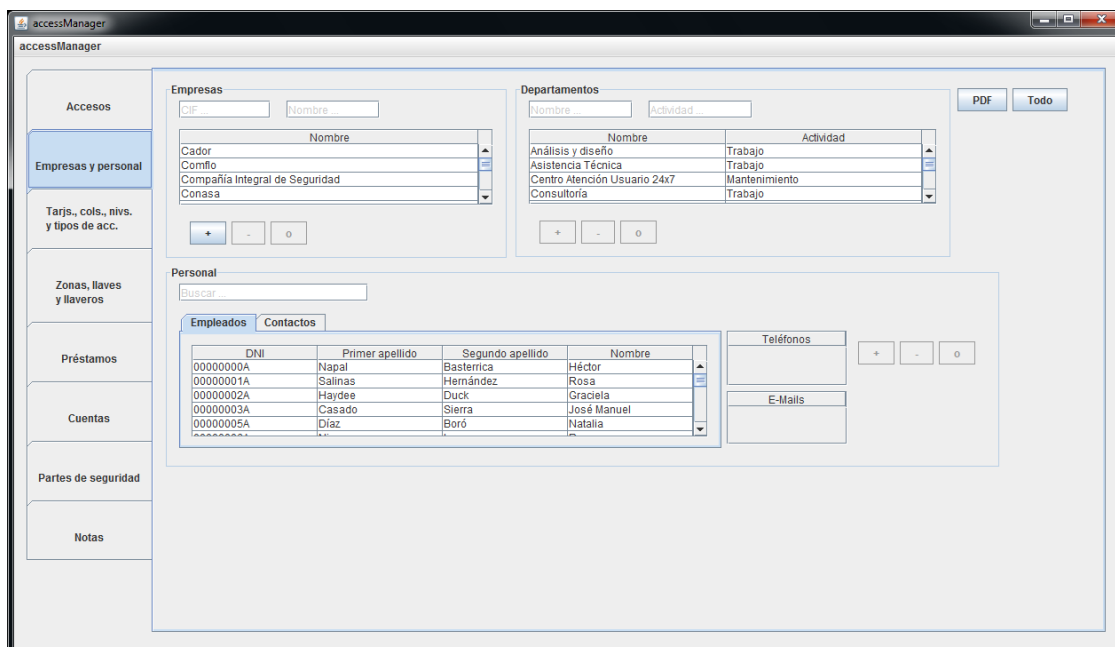 accessManager
accessManager
Accesos
Empresas y personal
Tarjs., cols., nivs.
y tipos de acc.
Zonas, llaves
y llaveros
Préstamos
Cuentas
Partes de seguridad
Notas
Empresas
CIF ...
Nombre ...
Nombre
Cador
Comflo
Compañía Integral de Seguridad
Conasa
+ - o
Departamentos
Nombre ...
Actividad ...
Nombre Actividad
Análisis y diseño Trabajo
Asistencia Técnica Trabajo
Centro Atención Usuario 24x7 Mantenimiento
Consultoría Trabajo
+ - o
PDF Todo
Personal
Buscar ...
Empleados Contactos
DNI Primer apellido Segundo apellido Nombre
00000000A Napal Basterrica Héctor
00000001A Salinas Hernández Rosa
00000002A Haydee Duck Graciela
00000003A Casado Sierra José Manuel
00000005A Díaz Boró Natalia
Teléfonos
E-Mails
+ - o